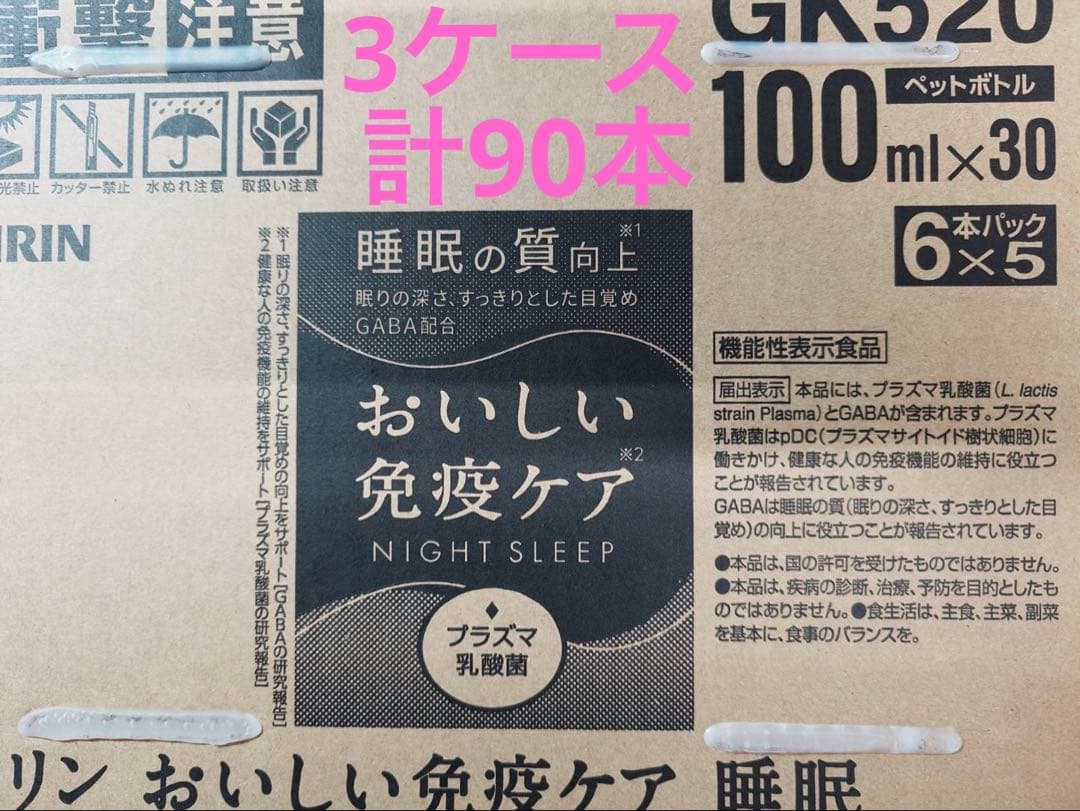 衝撃注意
3ケース
計90本
GK520
100ml×30
ペットボトル
6本パック×5
光禁止
カッター禁止
水ぬれ注意
取扱い注意
IRIN
※1 眠りの深さ、すっきりとした目覚めの向上をサポート[GABAの研究報告]
※2 健康な人の免疫機能の維持をサポート[プラズマ乳酸菌の研究報告]
睡眠の質向上※1
眠りの深さ、すっきりとした目覚め
GABA配合
おいしい
免疫ケア※2
NIGHT SLEEP
プラズマ
乳酸菌
機能性表示食品
届出表示 本品には、プラズマ乳酸菌(L. lactis
strain Plasma)とGABAが含まれます。プラズマ
乳酸菌はpDC(プラズマサイトイド樹状細胞)に
働きかけ、健康な人の免疫機能の維持に役立つ
ことが報告されています。
GABAは睡眠の質(眠りの深さ、すっきりとした目
覚め)の向上に役立つことが報告されています。
●本品は、国の許可を受けたものではありません。
●本品は、疾病の診断、治療、予防を目的としたも
のではありません。●食生活は、主食、主菜、副菜
を基本に、食事のバランスを。
リン おいしい免疫ケア 睡眠